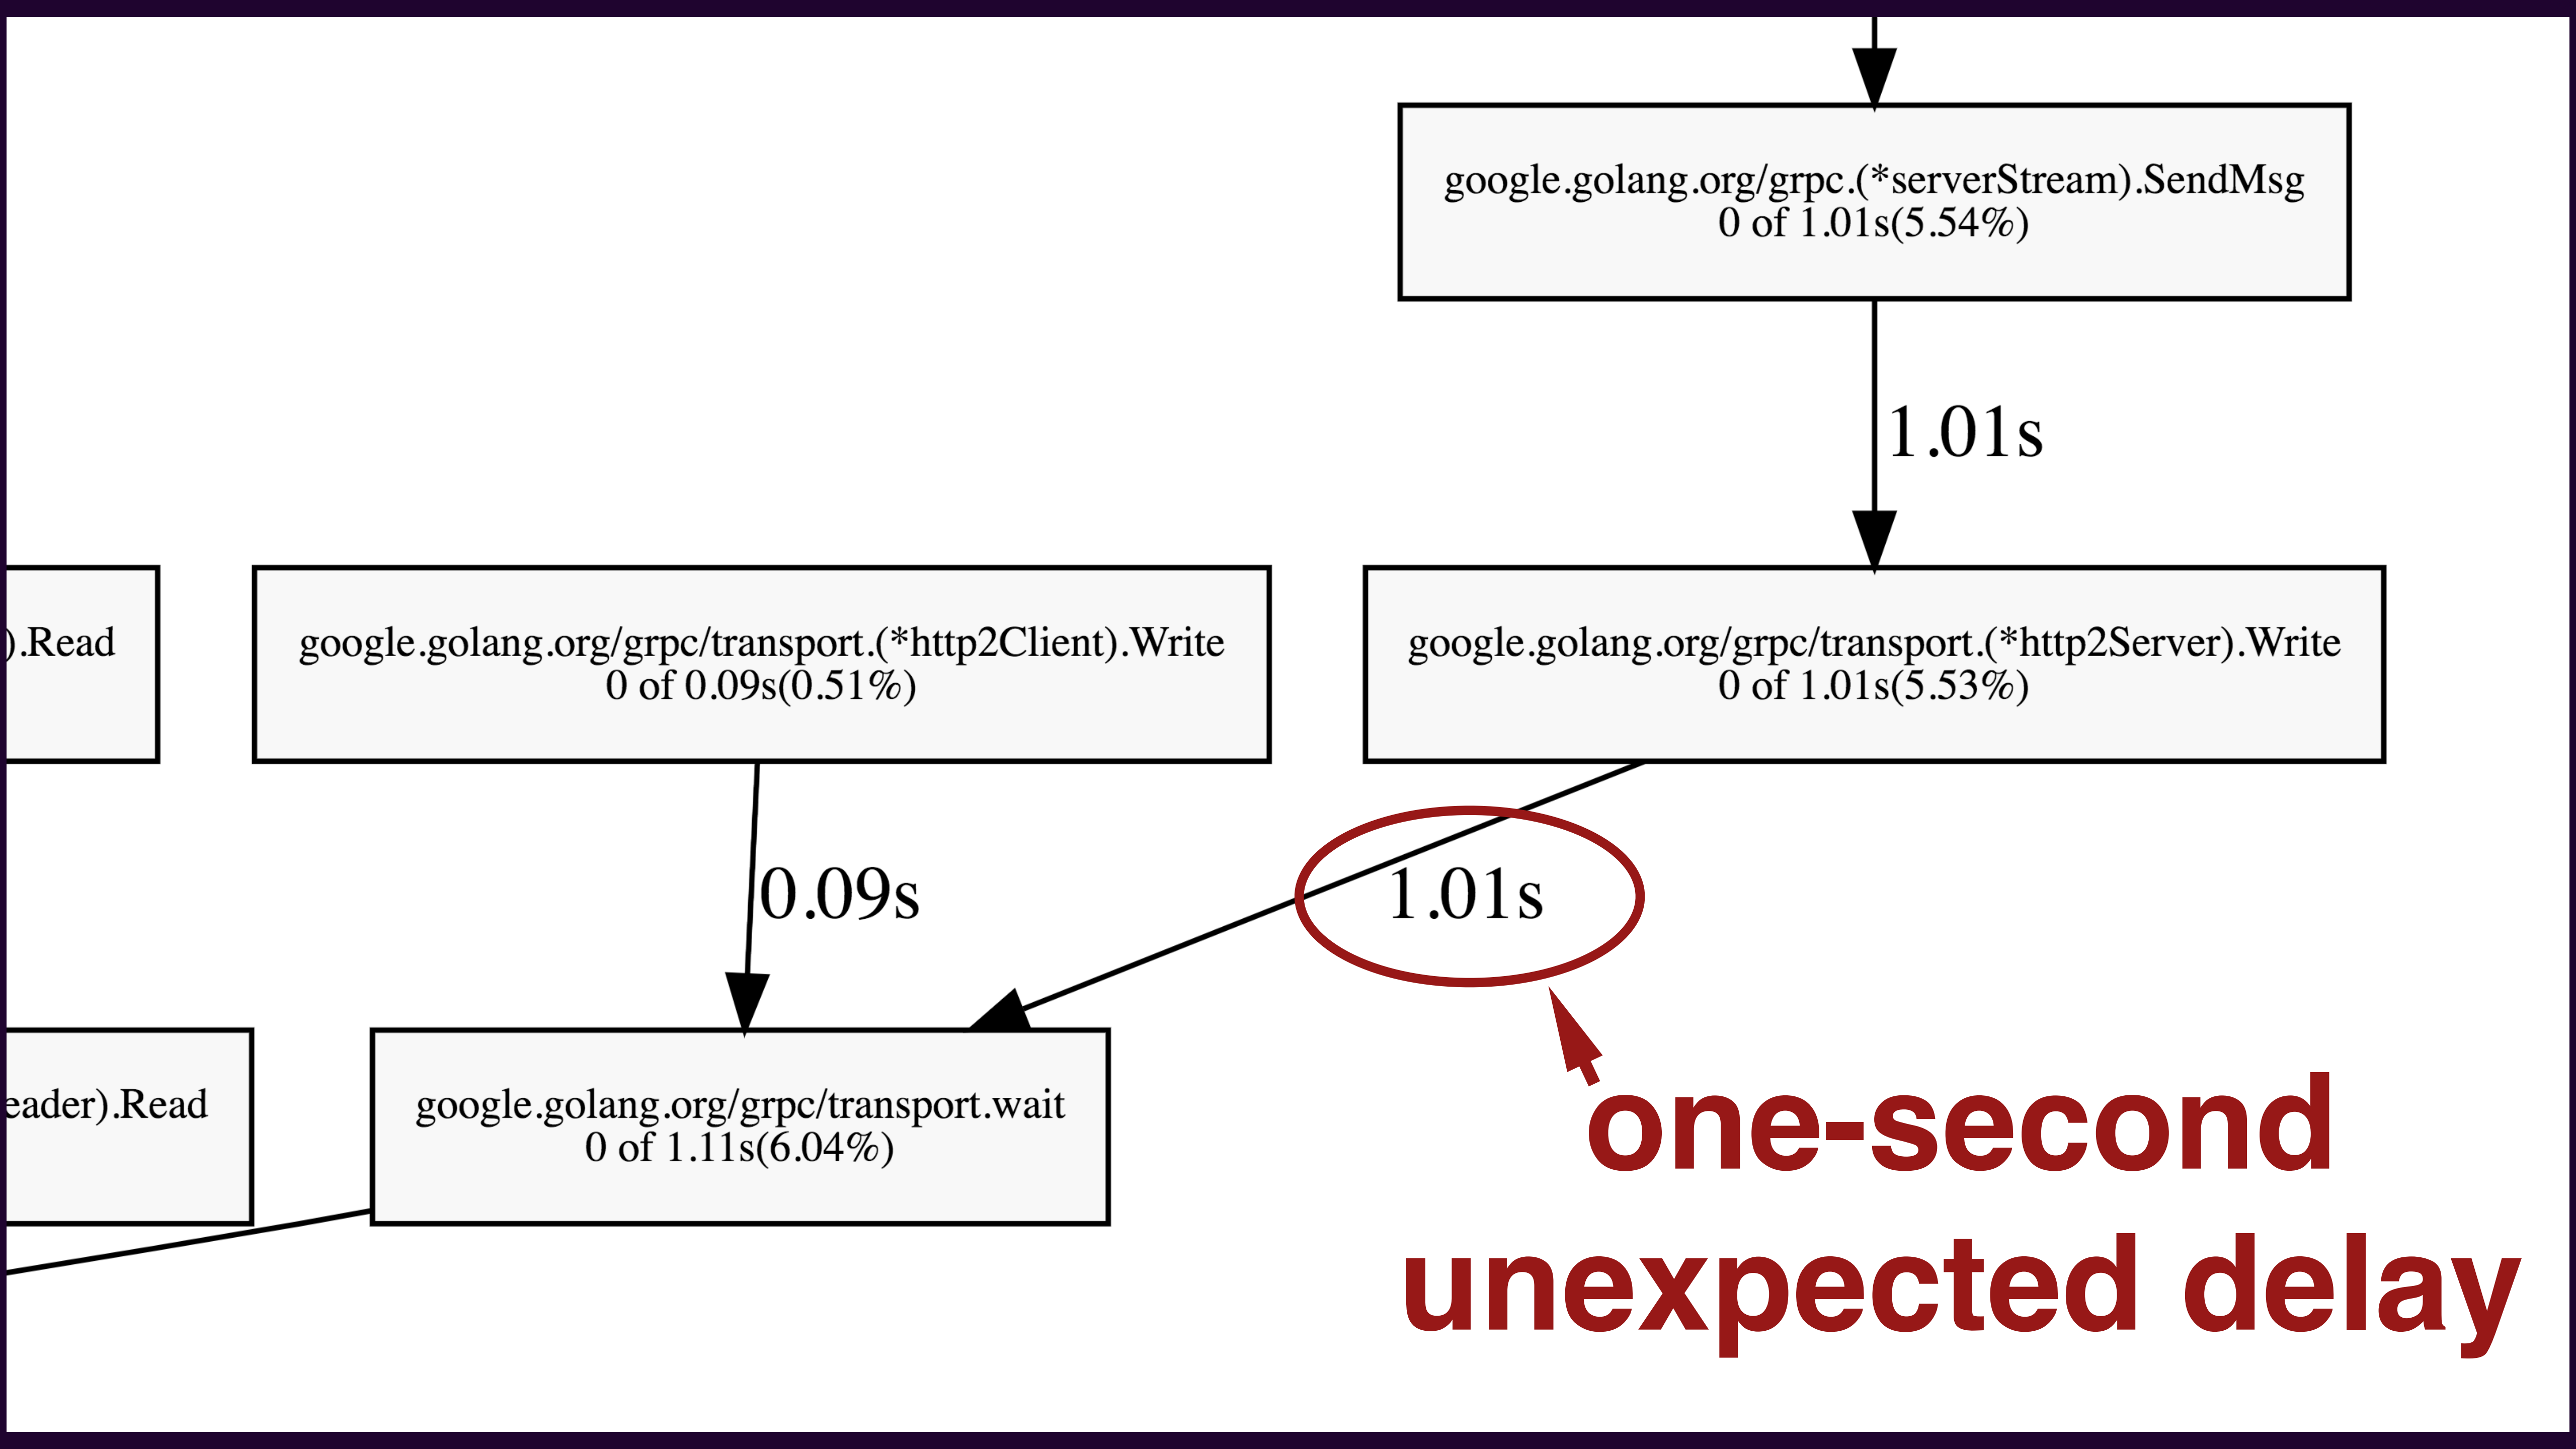 google.golang.org/grpc.(*serverStream).SendMsg
0 of 1.01s(5.54%)
1.01s
).Read
google.golang.org/grpc/transport.(*http2Client).Write
0 of 0.09s(0.51%)
google.golang.org/grpc/transport.(*http2Server).Write
0 of 1.01s(5.53%)
0.09s
1.01s
eader).Read
google.golang.org/grpc/transport.wait
0 of 1.11s(6.04%)
one-second
unexpected delay